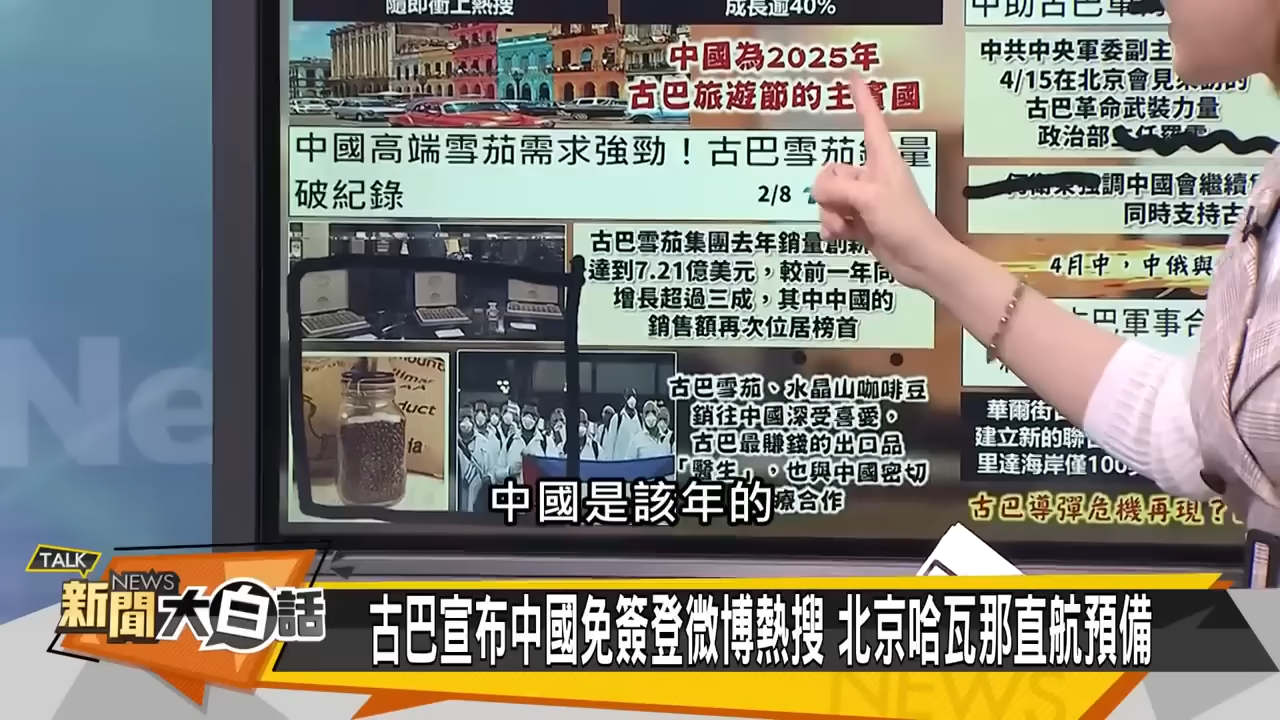 隨即衝上熱搜
成長逾40%
中助古巴軍
中國為2025年
古巴旅遊節的主賓國
中國高端雪茄需求強勁！古巴雪茄 量
破紀錄
2/8
古巴雪茄集團去年銷量創新
達到7.21億美元，較前一年同
增長超過三成，其中中國的
銷售額再次位居榜首
古巴雪茄、水晶山咖啡豆
銷往中國深受喜愛，
古巴最賺錢的出口品
「醫生」，也與中國密切
療合作
中共中央軍委副主
4/15在北京會見
古巴革命武裝力量
政治部主任
強調中國會繼續
同時支持古
4月中，中俄與
古巴軍事合
華爾街
建立新的聯
里達海岸僅100
古巴導彈危機再現？
中國是該年的
Ne
TALK
NEWS
新聞大白話
古巴宣布中國免簽登微博熱搜 北京哈瓦那直航預備
NEWS